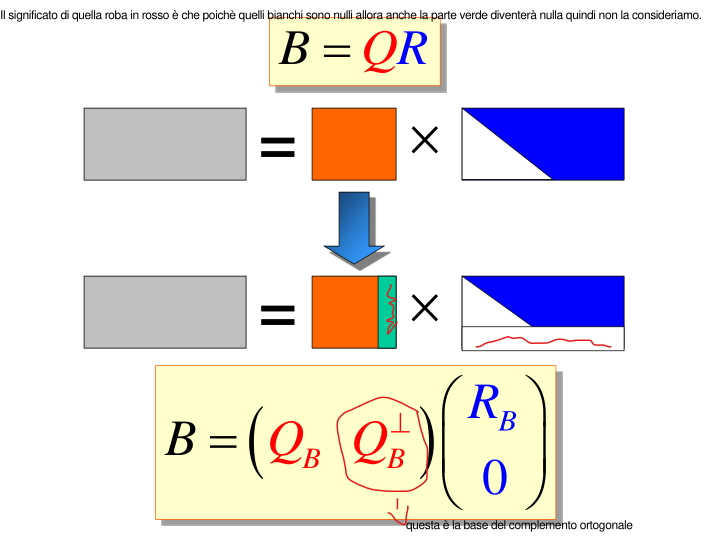 Il significato di quella roba in rosso è che poichè quelli bianchi sono nulli allora anche la parte verde diventerà nulla quindi non la consideriamo.
B = QR
= ×
= ×
B = (Q_B Q_B^⊥) (R_B
0)
questa è la base del complemento ortogonale